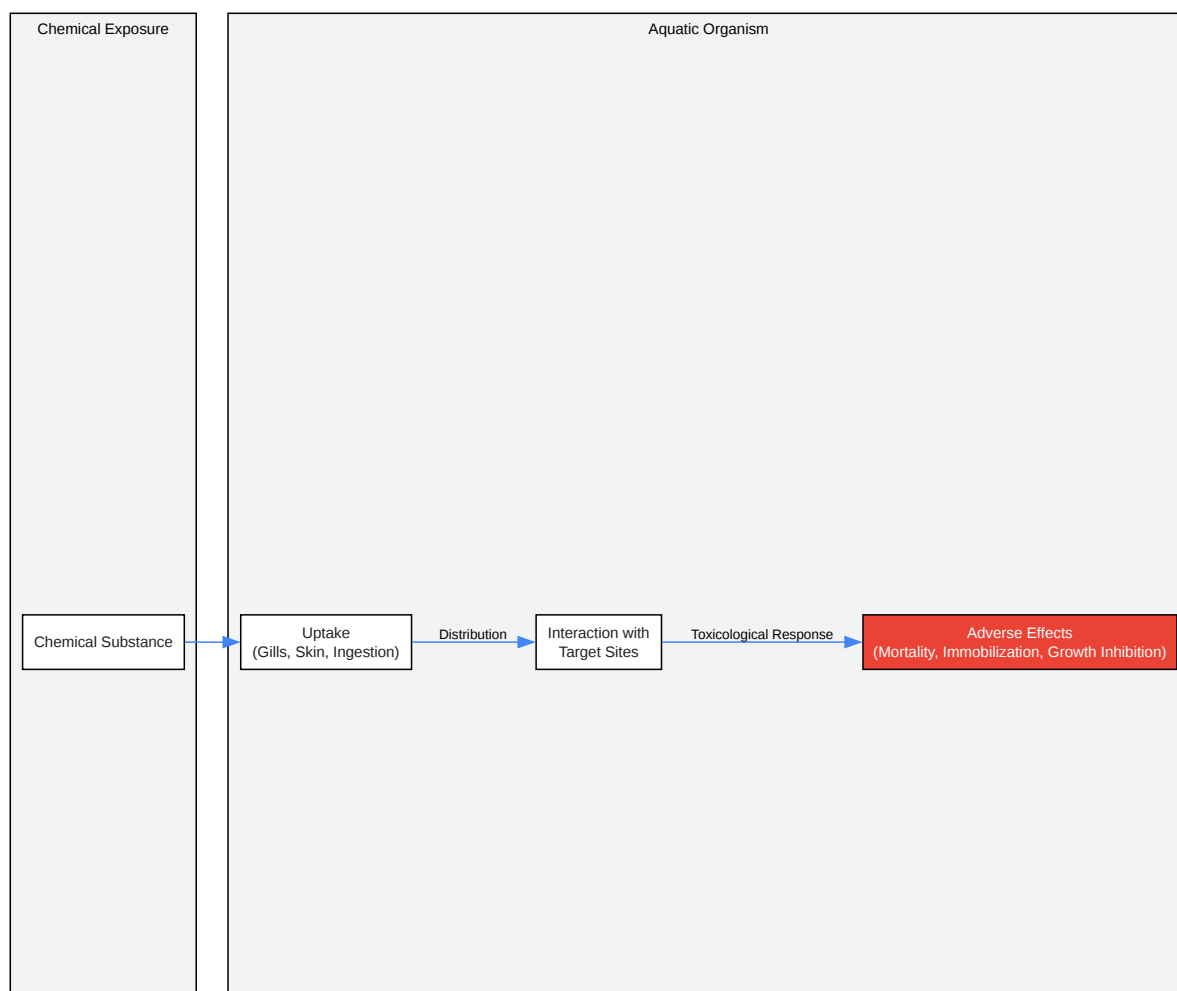 Chemical Exposure
Aquatic Organism
Chemical Substance
Uptake
(Gills, Skin, Ingestion)
Distribution
Interaction with
Target Sites
Toxicological Response
Adverse Effects
(Mortality, Immobilization, Growth Inhibition)